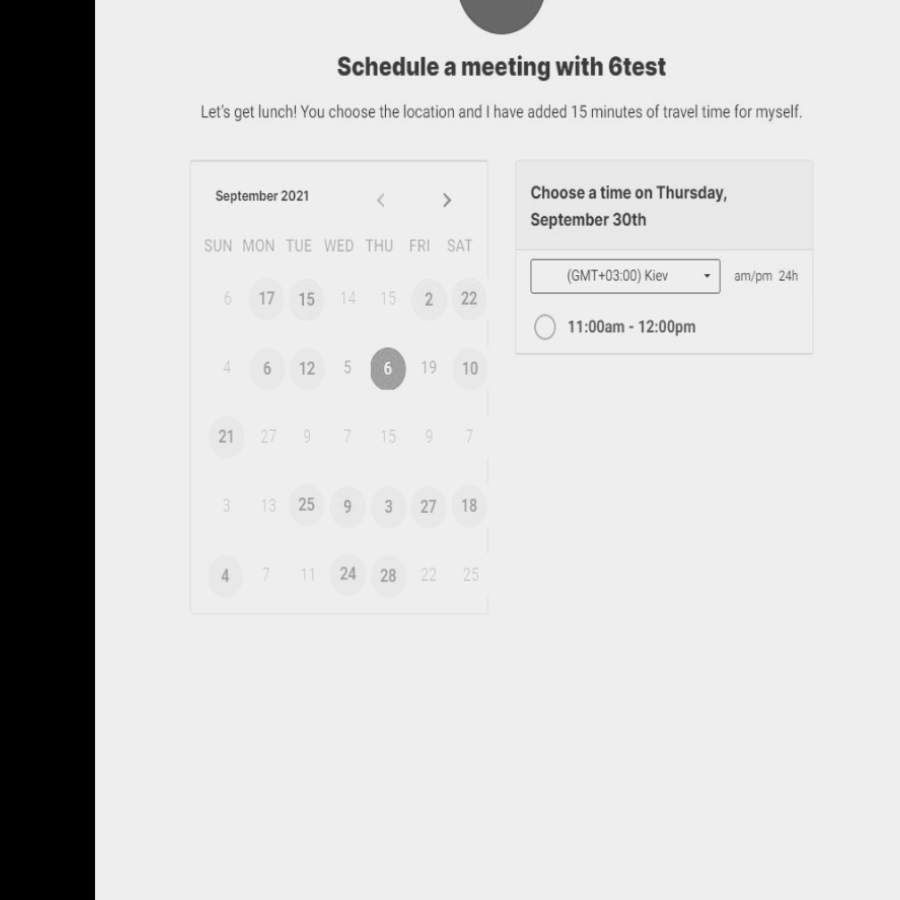 Schedule a meeting with 6test
Let's get lunch! You choose the location and I have added 15 minutes of travel time for myself.
September 2021
SUN MON TUE WED THU FRI SAT
6 17 15 14 15 2 22
4 6 12 5 6 19 10
21 27 9 7 15 9 7
3 13 25 9 3 27 18
4 7 11 24 28 22 25
Choose a time on Thursday,
September 30th
(GMT+03:00) Kiev am/pm 24h
11:00am - 12:00pm